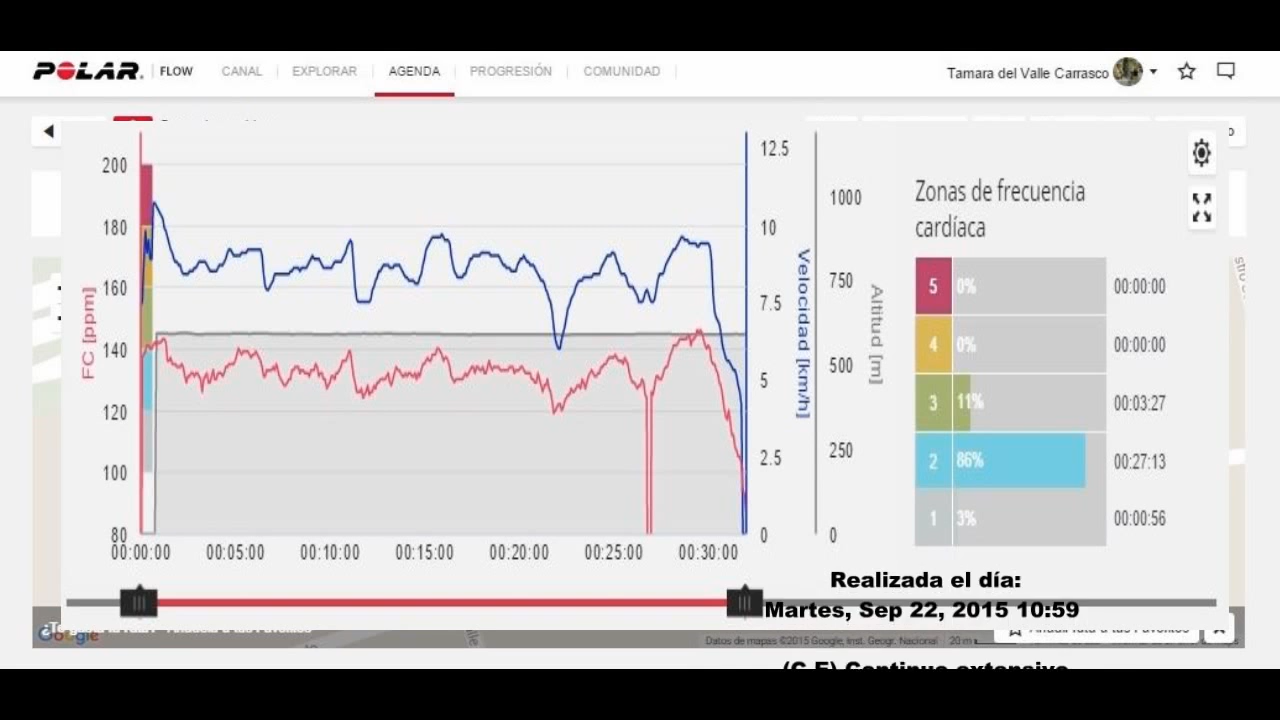 POLAR. FLOW CANAL EXPLORAR AGENDA PROGRESIÓN COMUNIDAD Tamara del Valle Carrasco
FC [ppm]
200
180
160
140
120
100
80
12.5
10
7.5
5
2.5
0
Velocidad [km/h]
1000
750
500
250
0
Altitud [m]
00:00:00 00:05:00 00:10:00 00:15:00 00:20:00 00:25:00 00:30:00
Zonas de frecuencia
cardíaca
5 0% 00:00:00
4 0% 00:00:00
3 11% 00:03:27
2 86% 00:27:13
1 3% 00:00:56
Realizada el día:
Martes, Sep 22, 2015 10:59
Google
Datos de mapas ©2015 Google, Inst. Geogr. Nacional 20 m
(C.E) Continuo extensivo